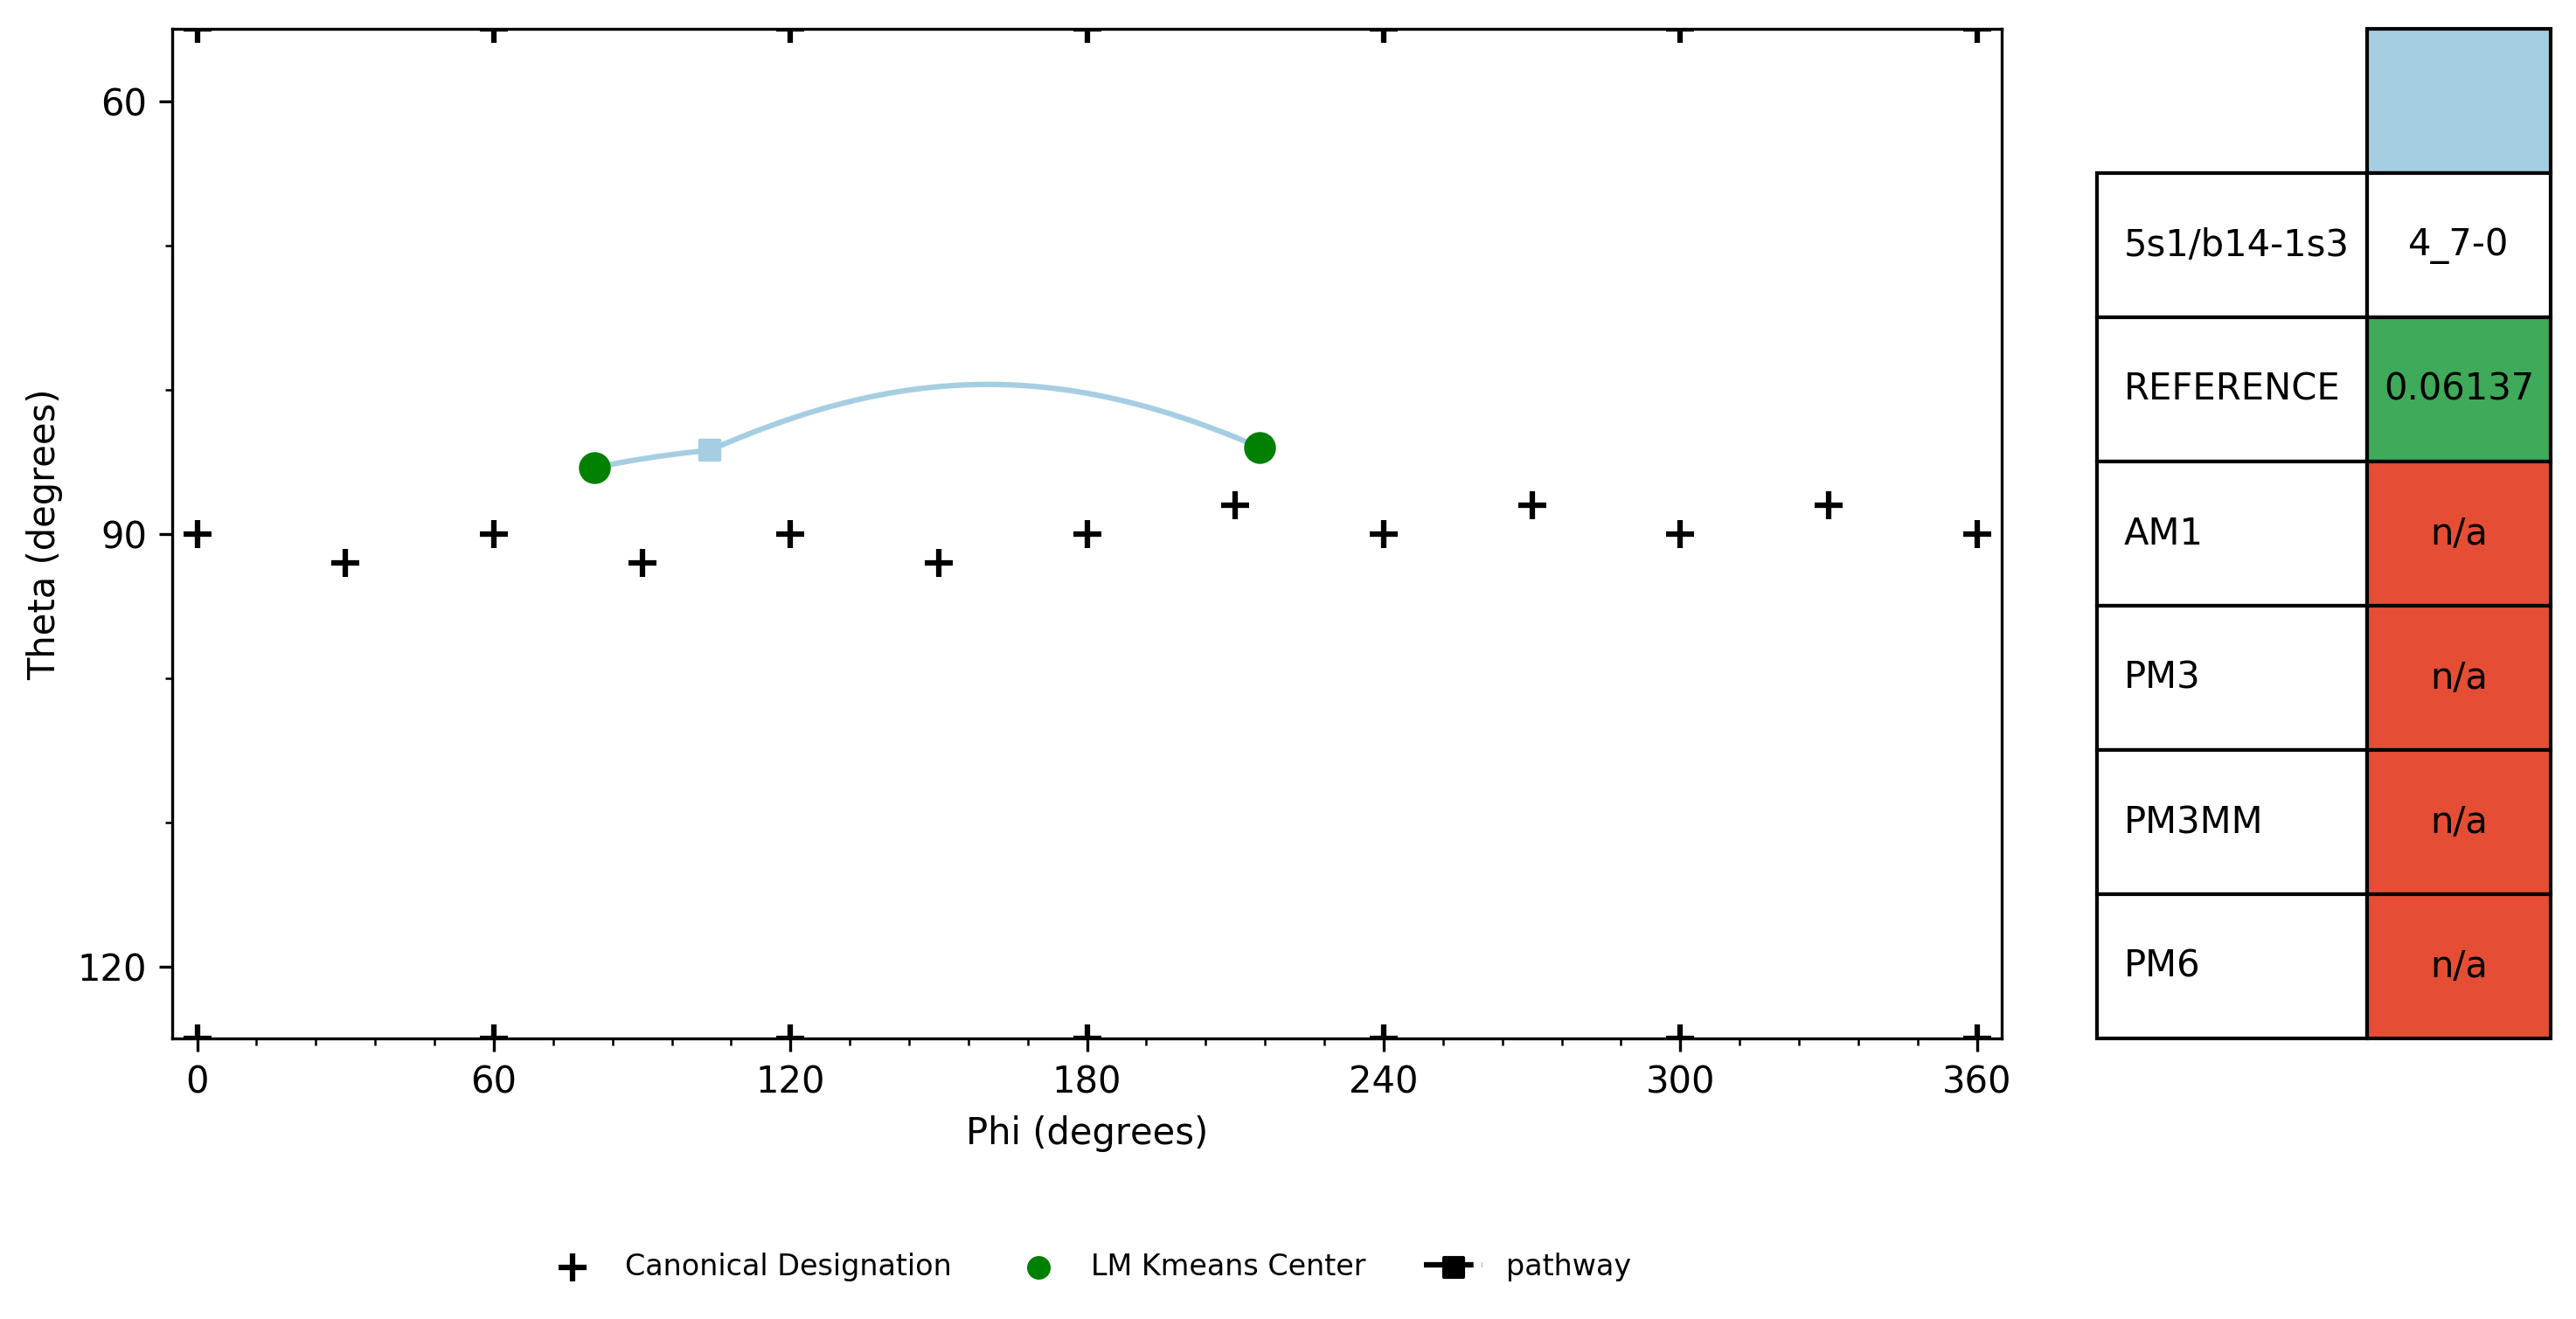 60
90
120
Theta (degrees)
0 60 120 180 240 300 360
Phi (degrees)
Canonical Designation LM Kmeans Center pathway
5s1/b14-1s3 4_7-0
REFERENCE 0.06137
AM1 n/a
PM3 n/a
PM3MM n/a
PM6 n/a